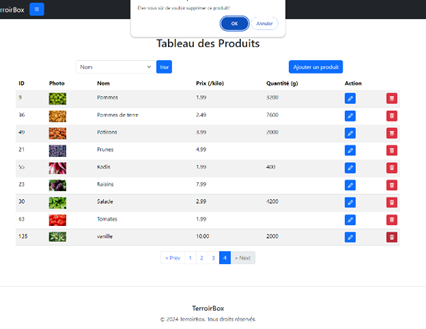 Êtes-vous sûr de vouloir supprimer ce produit?
OK Annuler
TerroirBox
Tableau des Produits
Nom Trier Ajouter un produit
ID Photo Nom Prix (/kilo) Quantité (g) Action
9 Pommes 1.99 3200
36 Pommes de terre 2.49 7600
49 Potirons 3.99 2000
21 Prunes 4.99
55 Radis 1.99 400
23 Raisins 7.99
30 Salade 2.99 4200
63 Tomates 1.99
135 vanille 10.00 2000
« Prev 1 2 3 4 » Next
TerroirBox
© 2024 TerroirBox. Tous droits réservés.